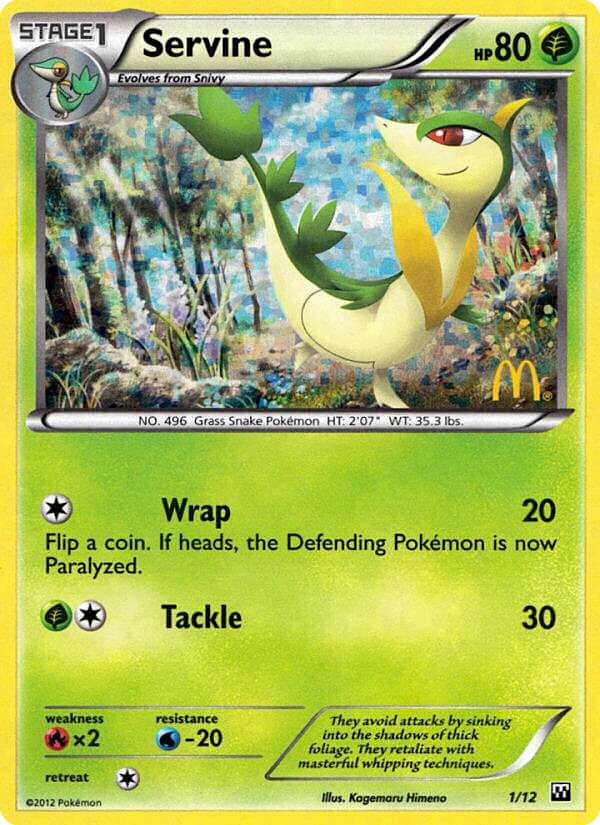 STAGE1
Servine
HP80
Evolves from Snivy
M®
NO. 496 Grass Snake Pokémon HT: 2'07" WT: 35.3 lbs.
Wrap 20
Flip a coin. If heads, the Defending Pokémon is now
Paralyzed.
Tackle 30
weakness resistance
×2 -20
retreat
They avoid attacks by sinking
into the shadows of thick
foliage. They retaliate with
masterful whipping techniques.
©2012 Pokémon Illus. Kagemaru Himeno 1/12